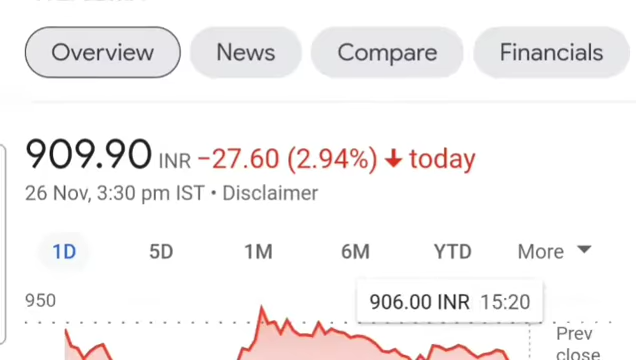 Overview News Compare Financials
909.90 INR −27.60 (2.94%) ↓ today
26 Nov, 3:30 pm IST • Disclaimer
1D 5D 1M 6M YTD More
906.00 INR 15:20
950
Prev
close